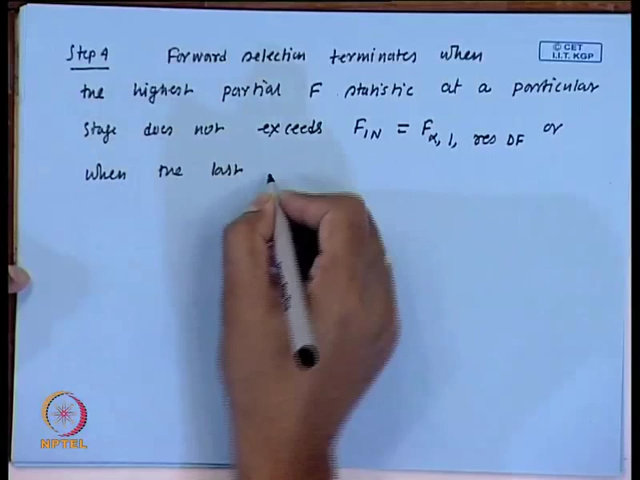 Step 4 Forward selection terminates when
© CET
I.I.T. KGP
the highest partial F statistic at a particular
stage does not exceeds F_IN = F_α, 1, res DF or
when the last
NPTEL